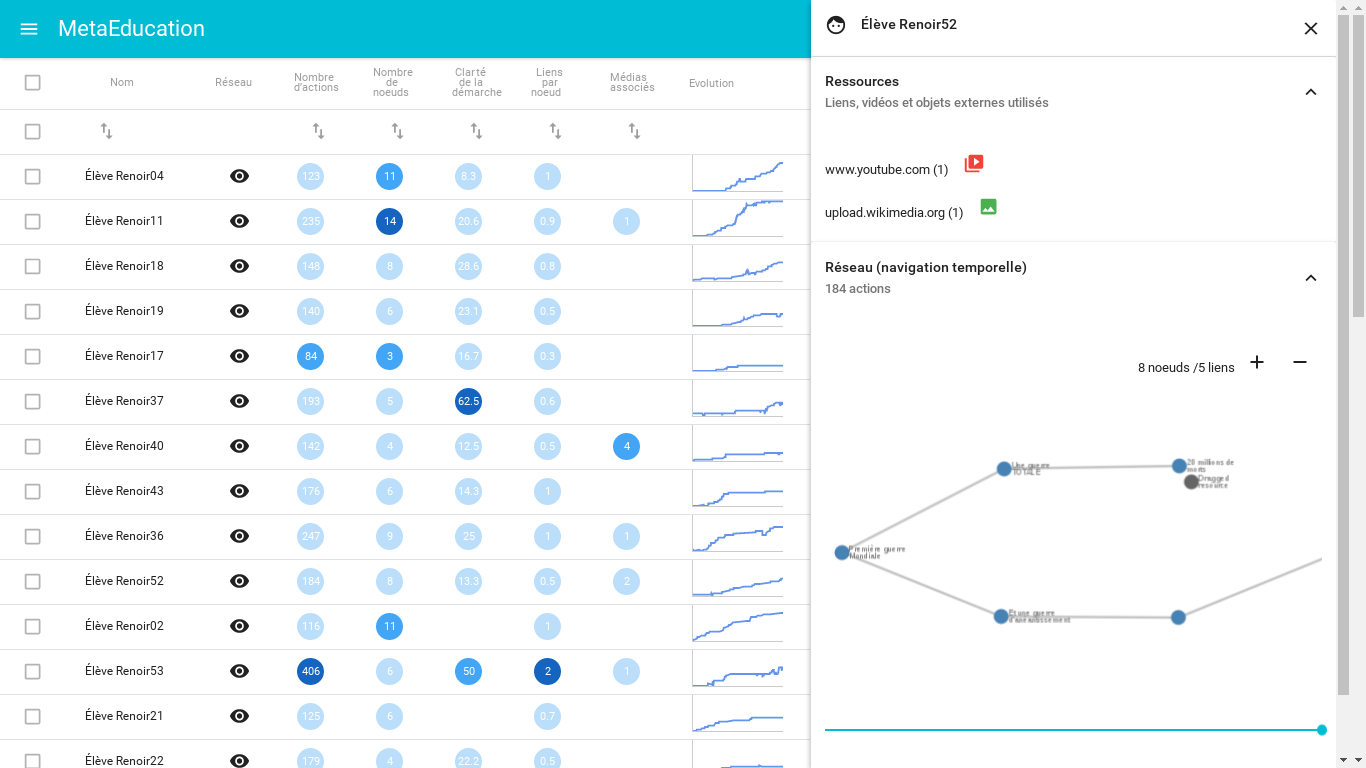 MetaEducation
Nom
Réseau
Nombre
d'actions
Nombre
de
noeuds
Clarté
de la
démarche
Liens
par
noeud
Médias
associés
Evolution
Élève Renoir04 123 11 8.3 1
Élève Renoir11 235 14 20.6 0.9 1
Élève Renoir18 148 8 28.6 0.8
Élève Renoir19 140 6 23.1 0.5
Élève Renoir17 84 3 16.7 0.3
Élève Renoir37 193 5 62.5 0.6
Élève Renoir40 142 4 12.5 0.5 4
Élève Renoir43 176 6 14.3 1
Élève Renoir36 247 9 25 1 1
Élève Renoir52 184 8 13.3 0.5 2
Élève Renoir02 116 11 1
Élève Renoir53 406 6 50 2 1
Élève Renoir21 125 6 0.7
Élève Renoir22 179 4 22.2 0.5
Élève Renoir52
Ressources
Liens, vidéos et objets externes utilisés
www.youtube.com (1)
upload.wikimedia.org (1)
Réseau (navigation temporelle)
184 actions
8 noeuds /5 liens
Une guerre
TOTALE
20 millions de
morts
Dragged
resource
Première guerre
Mondiale
Et une guerre
d'anéantissement